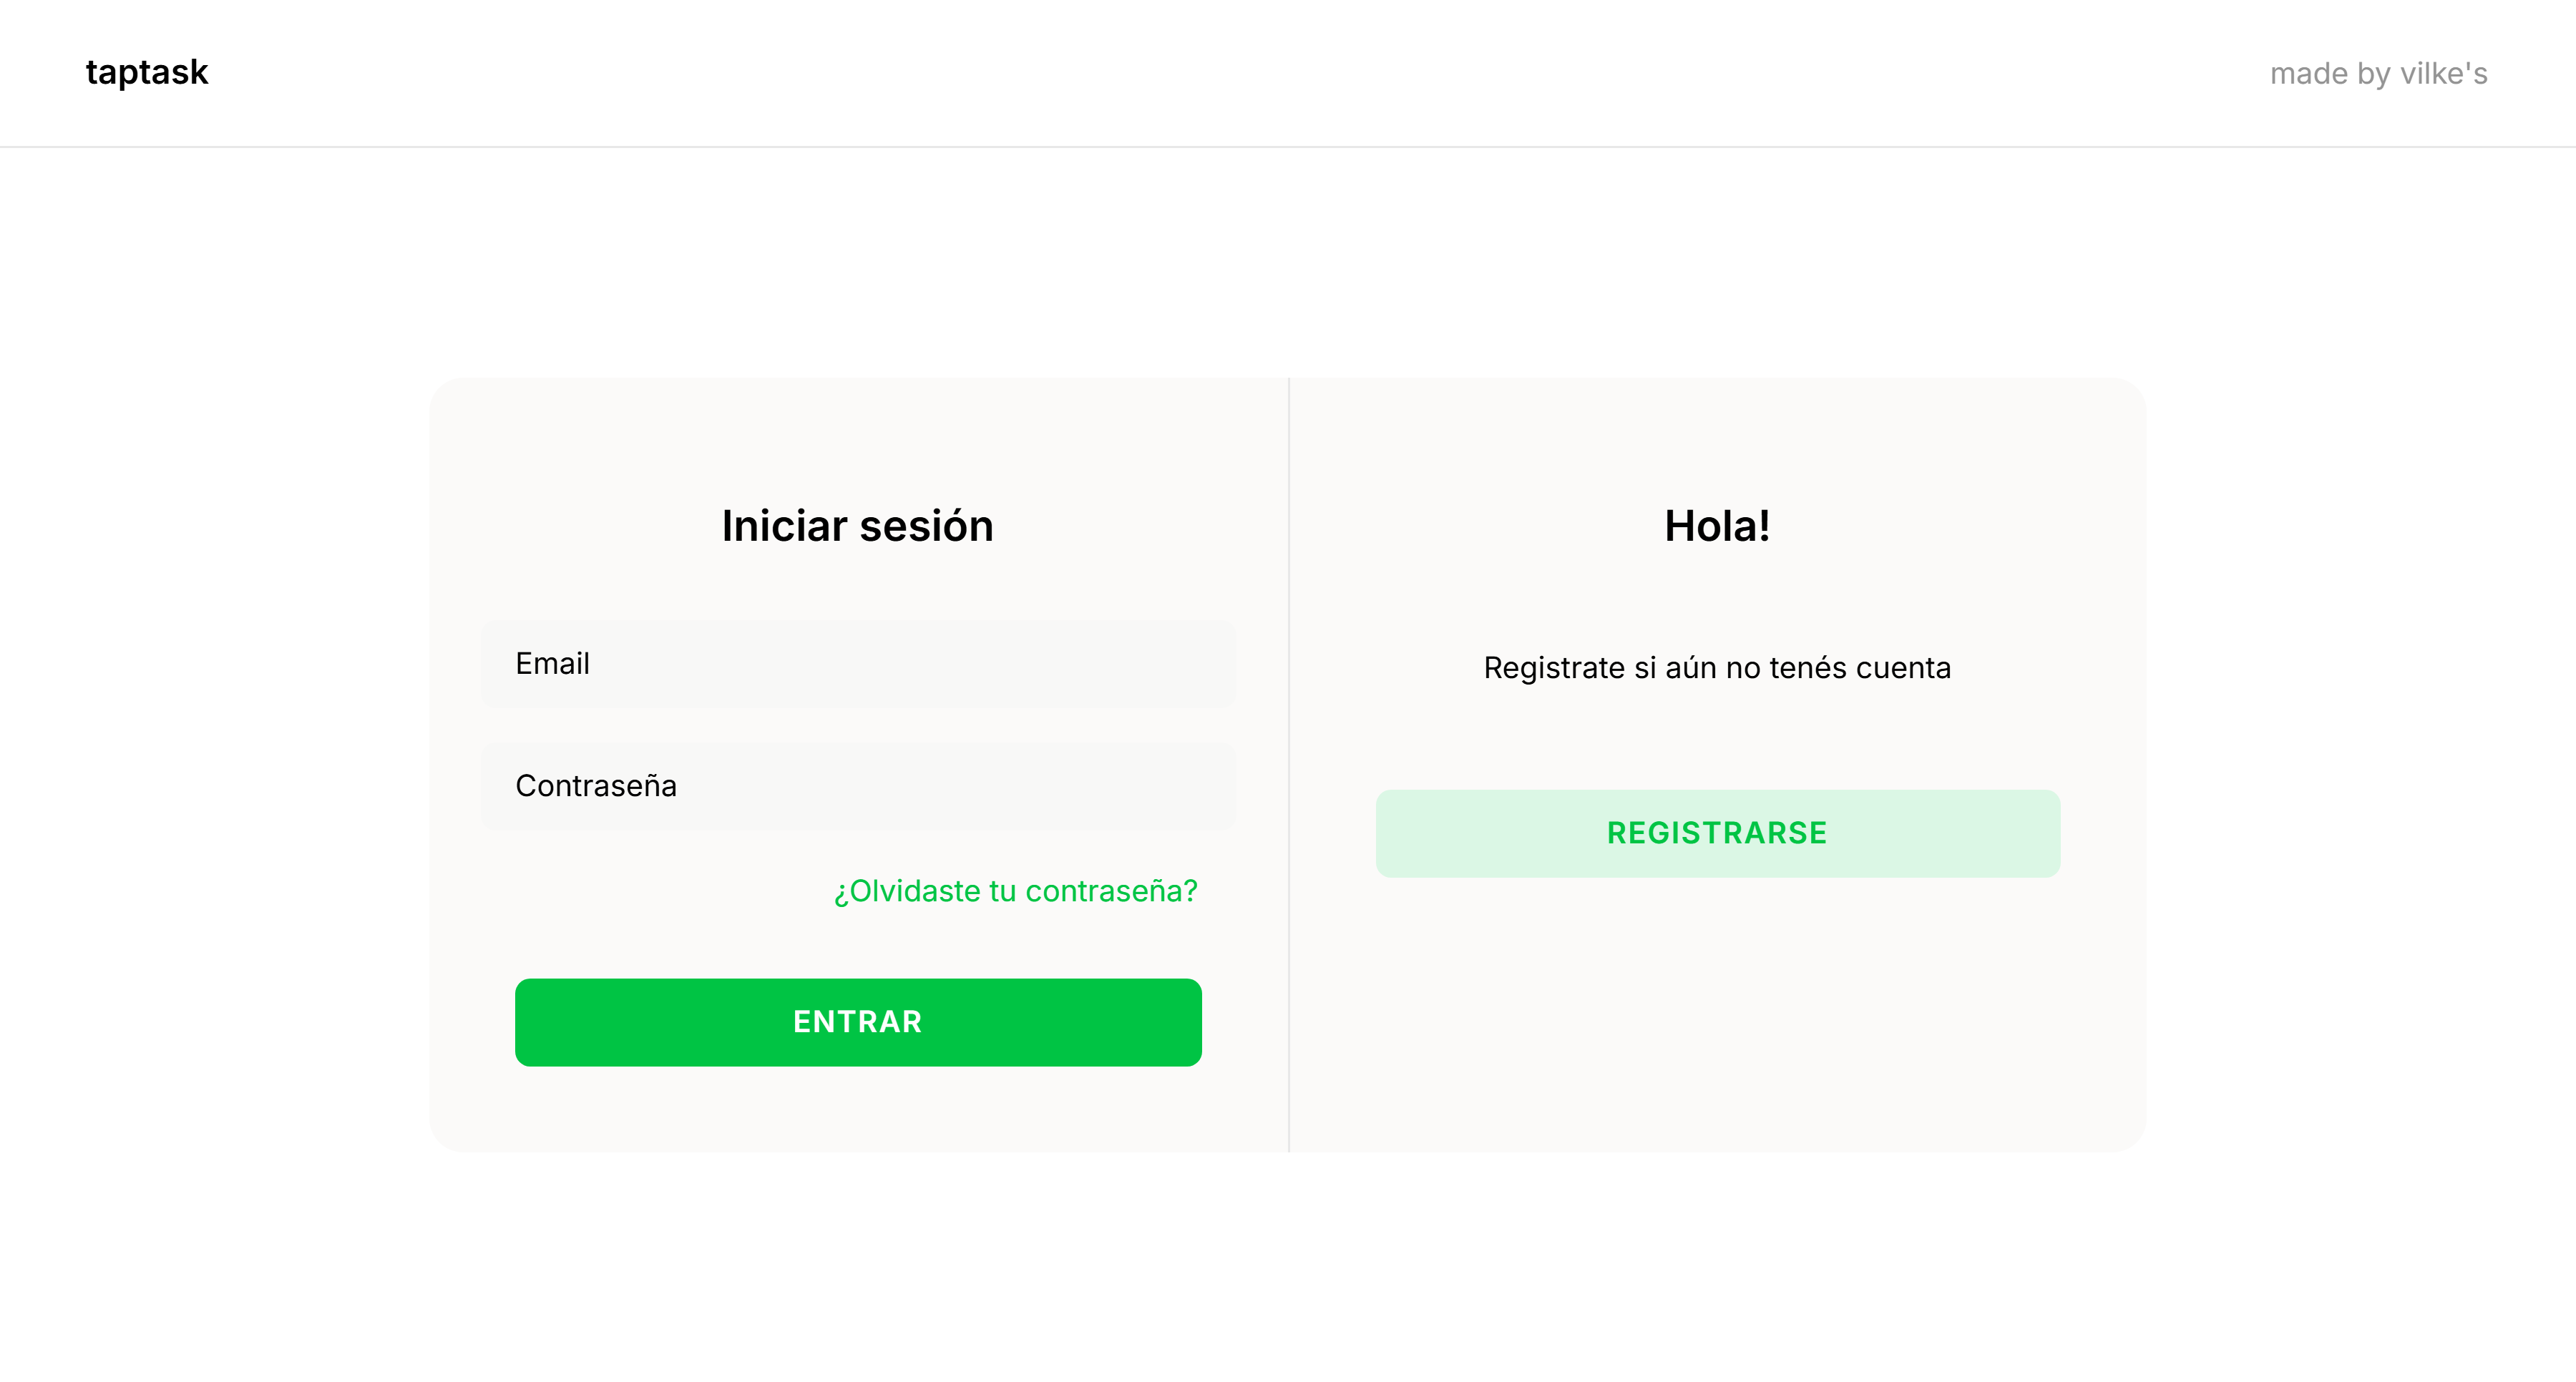 taptask
made by vilke's
Iniciar sesión
Email
Contraseña
¿Olvidaste tu contraseña?
ENTRAR
Hola!
Registrate si aún no tenés cuenta
REGISTRARSE